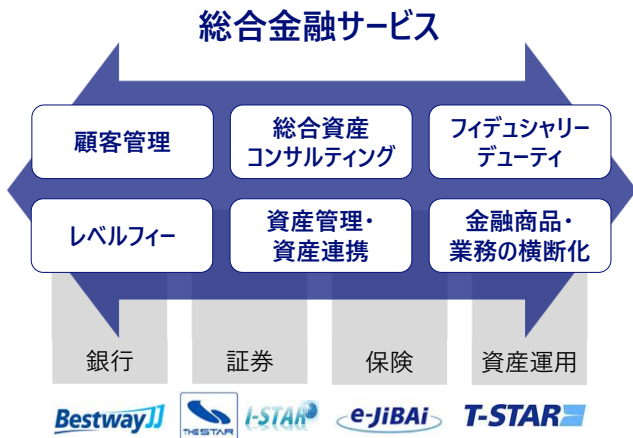 総合金融サービス
顧客管理
総合資産
コンサルティング
フィデュシャリー
デューティ
レベルフィー
資産管理・
資産連携
金融商品・
業務の横断化
銀行
証券
保険
資産運用
BestwayJJ
THE STAR
I-STAR
e-JiBAi
T-STAR